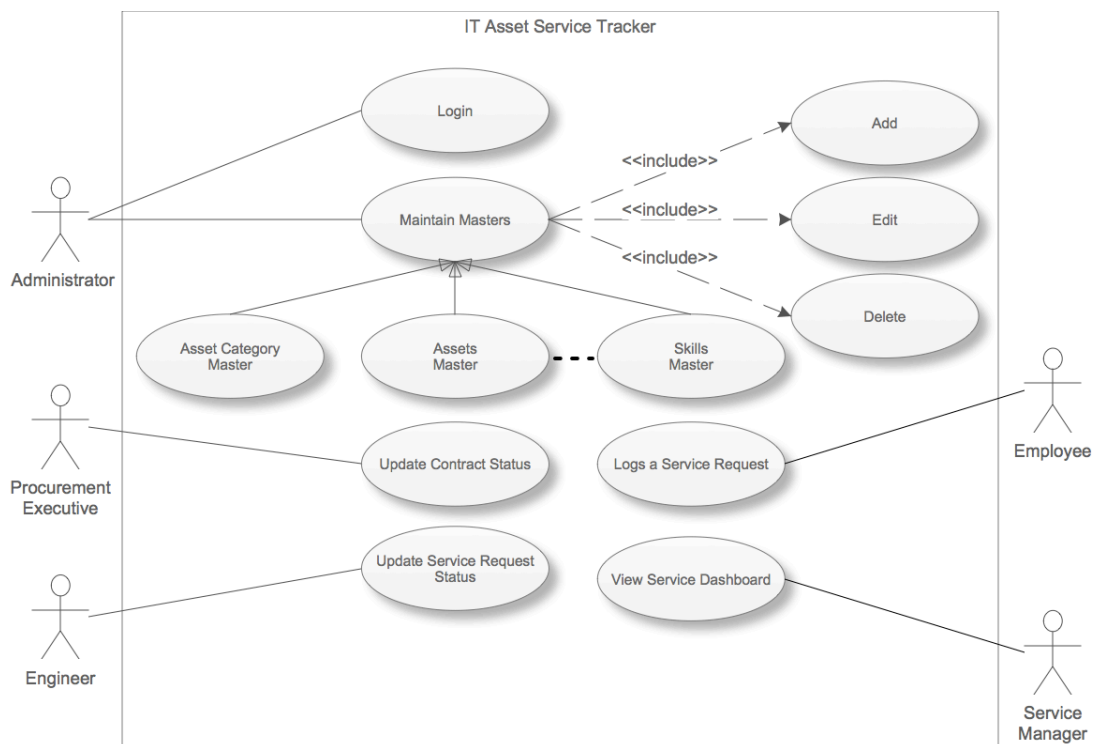 IT Asset Service Tracker
Login
Add
<<include>>
Maintain Masters
<<include>>
Edit
Administrator
<<include>>
Delete
Asset Category
Master
Assets
Master
Skills
Master
Procurement
Executive
Update Contract Status
Logs a Service Request
Employee
Update Service Request
Status
View Service Dashboard
Engineer
Service
Manager